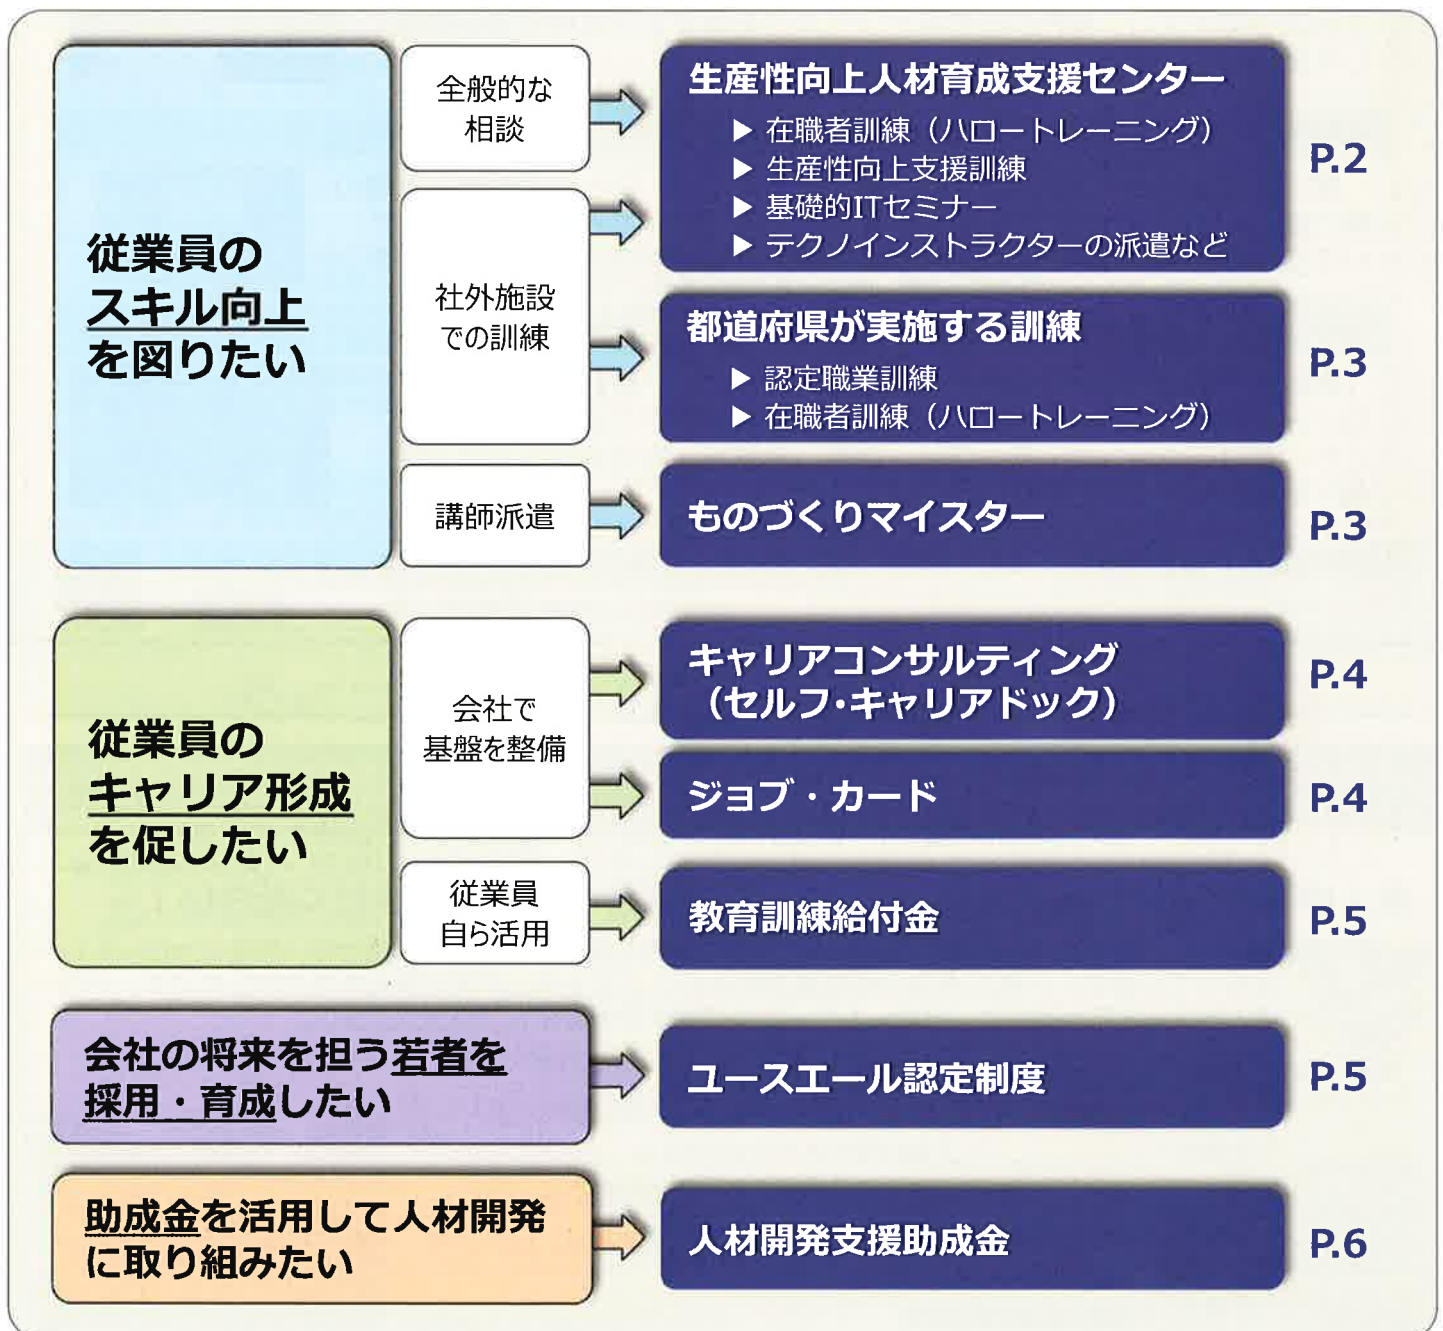 従業員の
スキル向上
を図りたい
全般的な
相談
生産性向上人材育成支援センター
▶ 在職者訓練（ハロートレーニング）
▶ 生産性向上支援訓練
▶ 基礎的ITセミナー
▶ テクノインストラクターの派遣など
P.2
社外施設
での訓練
都道府県が実施する訓練
▶ 認定職業訓練
▶ 在職者訓練（ハロートレーニング）
P.3
講師派遣
ものづくりマイスター
P.3
従業員の
キャリア形成
を促したい
会社で
基盤を整備
キャリアコンサルティング
（セルフ・キャリアドック）
P.4
ジョブ・カード
P.4
従業員
自ら活用
教育訓練給付金
P.5
会社の将来を担う若者を
採用・育成したい
ユースエール認定制度
P.5
助成金を活用して人材開発
に取り組みたい
人材開発支援助成金
P.6